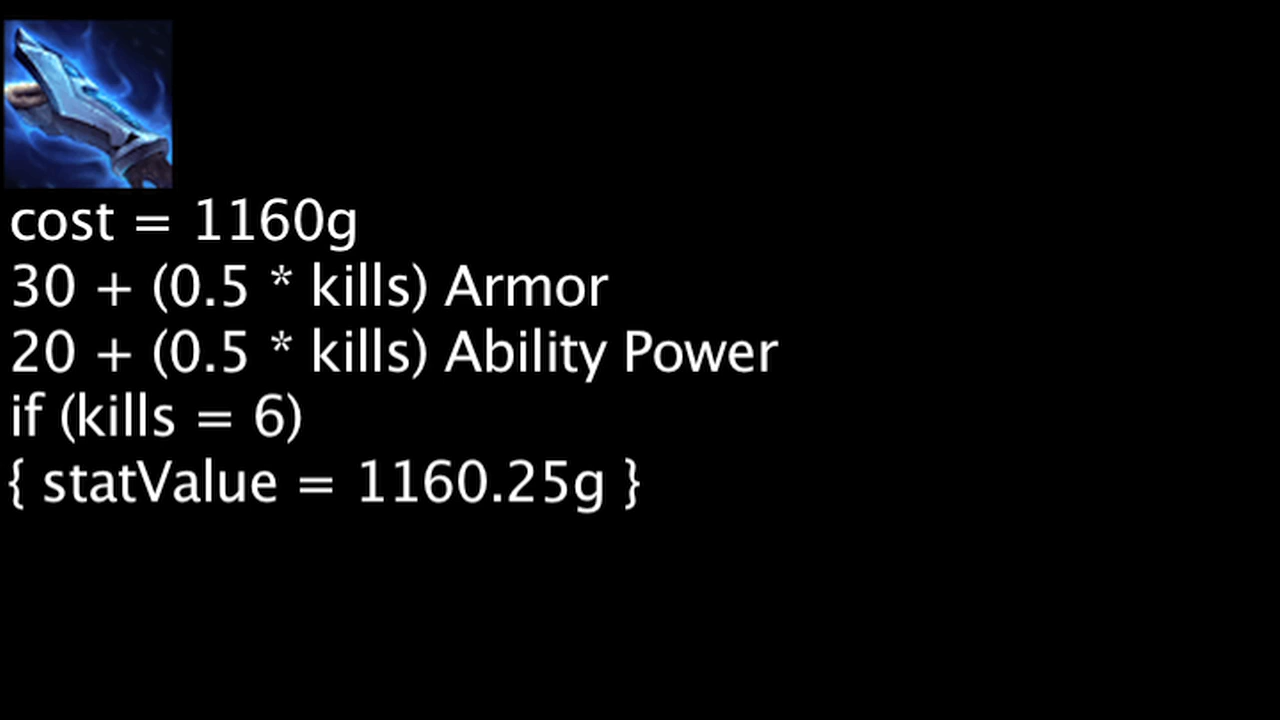 cost = 1160g
30 + (0.5 * kills) Armor
20 + (0.5 * kills) Ability Power
if (kills = 6)
{ statValue = 1160.25g }